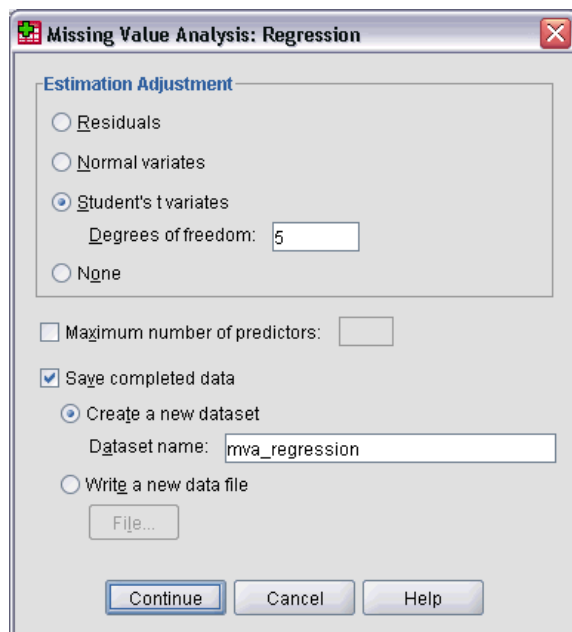 Missing Value Analysis: Regression
Estimation Adjustment
Residuals
Normal variates
Student's t variates
Degrees of freedom: 5
None
Maximum number of predictors:
Save completed data
Create a new dataset
Dataset name: mva_regression
Write a new data file
File...
Continue Cancel Help